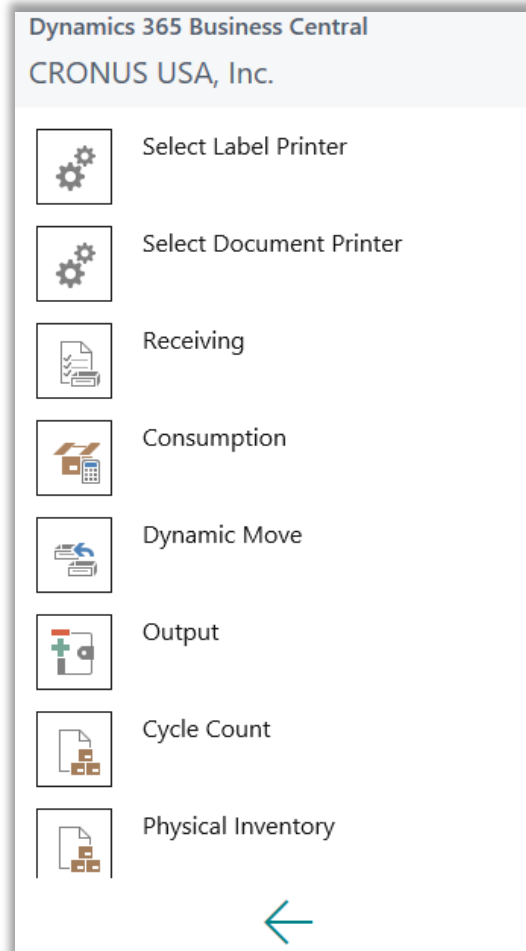 Dynamics 365 Business Central
CRONUS USA, Inc.
Select Label Printer
Select Document Printer
Receiving
Consumption
Dynamic Move
Output
Cycle Count
Physical Inventory